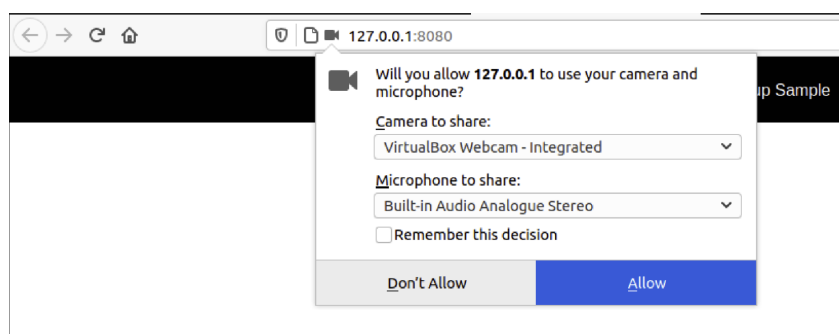 127.0.0.1:8080
Will you allow 127.0.0.1 to use your camera and
microphone?
up Sample
Camera to share:
VirtualBox Webcam - Integrated
Microphone to share:
Built-in Audio Analogue Stereo
Remember this decision
Don't Allow
Allow